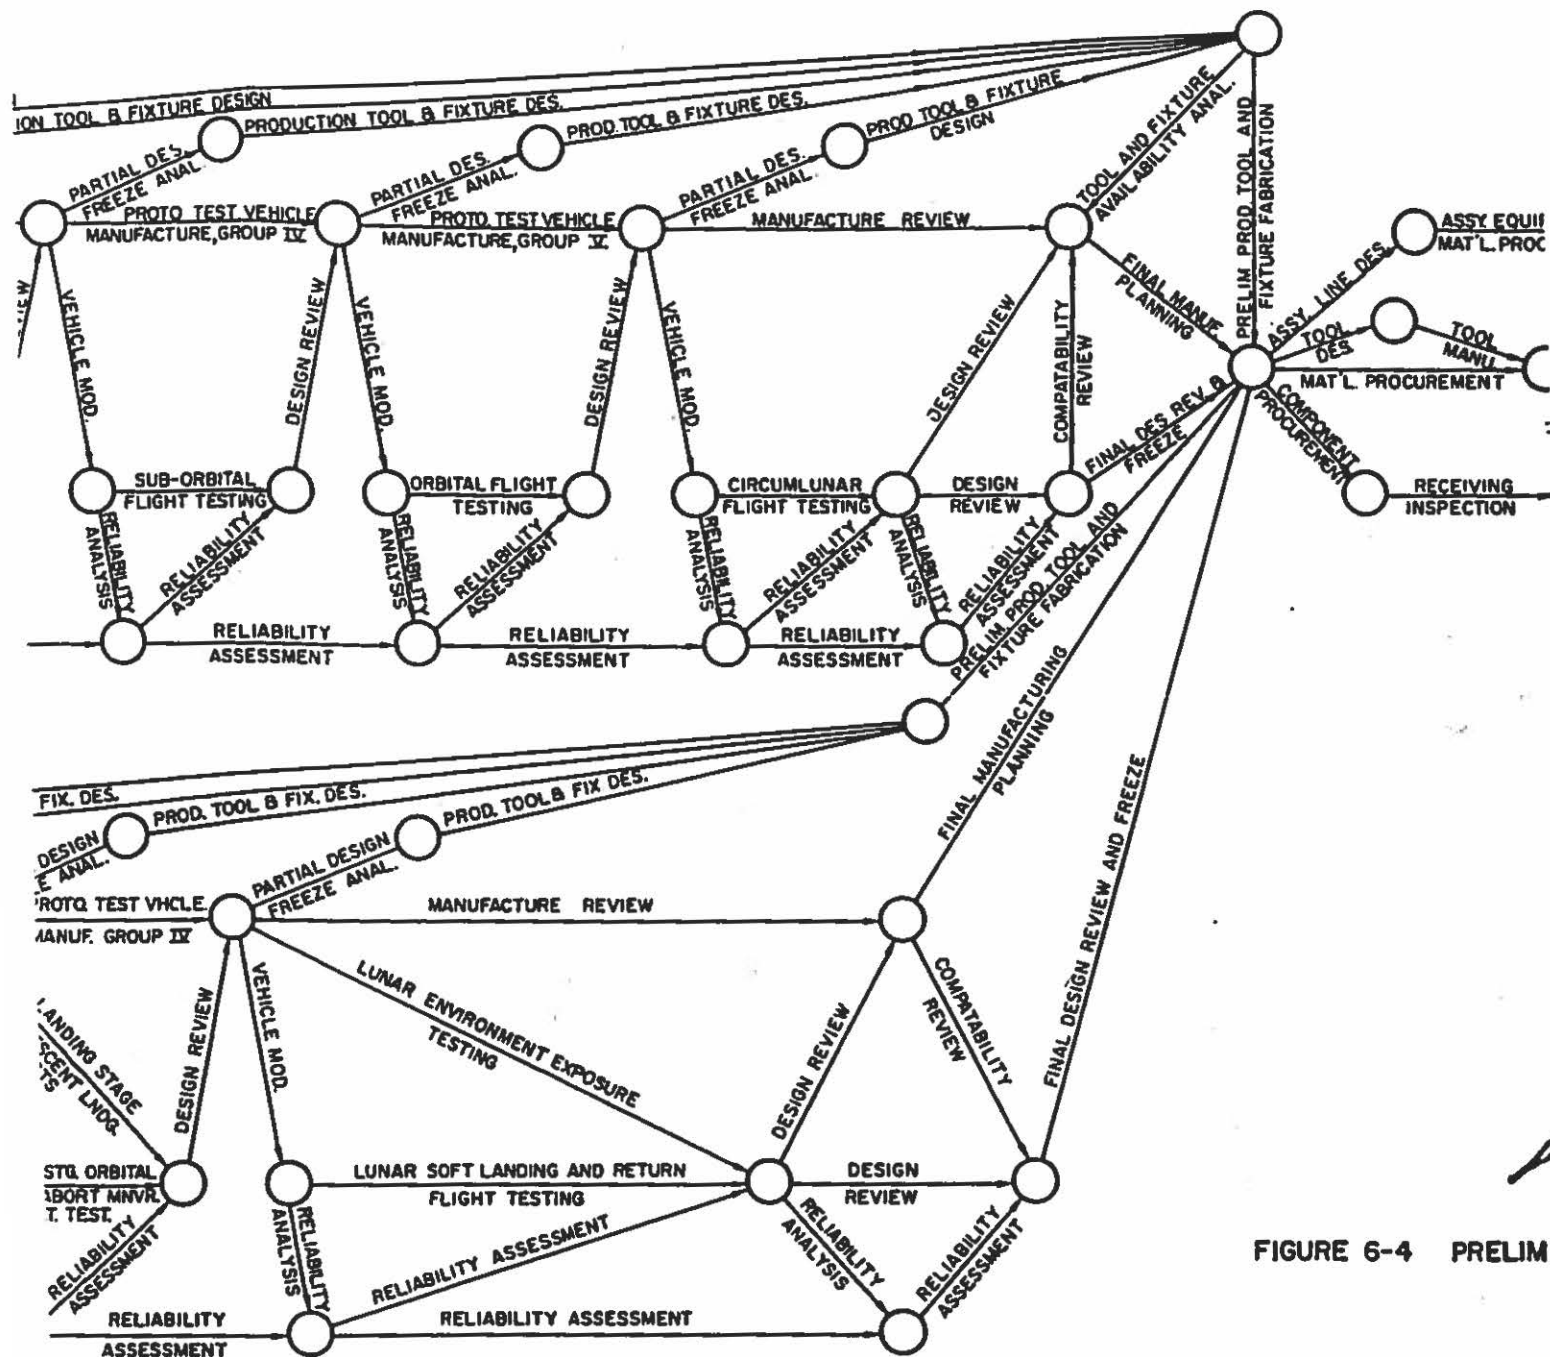 ION TOOL & FIXTURE DESIGN
PRODUCTION TOOL & FIXTURE DES.
PROD. TOOL & FIXTURE DES.
PROD TOOL & FIXTURE
DESIGN
TOOL AND FIXTURE
AVAILABILITY ANAL.
PRELIM PROD. TOOL AND
FIXTURE FABRICATION
PARTIAL DES.
FREEZE ANAL.
PARTIAL DES.
FREEZE ANAL.
PARTIAL DES.
FREEZE ANAL.
PROTO TEST VEHICLE
MANUFACTURE, GROUP IV
PROTO. TEST VEHICLE
MANUFACTURE, GROUP V.
MANUFACTURE REVIEW
FINAL MANUF.
PLANNING
ASSY. LINE DES.
ASSY. EQUI
MAT'L. PROC
TOOL
DES.
TOOL
MANU.
MAT'L. PROCUREMENT
COMPONENT
PROCUREMENT
RECEIVING
INSPECTION
VIEW
VEHICLE MOD.
DESIGN REVIEW
VEHICLE MOD.
DESIGN REVIEW
VEHICLE MOD.
DESIGN REVIEW
COMPATABILITY
REVIEW
FINAL DES. REV. &
FREEZE
SUB-ORBITAL
FLIGHT TESTING
ORBITAL FLIGHT
TESTING
CIRCUMLUNAR
FLIGHT TESTING
DESIGN
REVIEW
RELIABILITY
ANALYSIS
RELIABILITY
ASSESSMENT
RELIABILITY
ANALYSIS
RELIABILITY
ASSESSMENT
RELIABILITY
ANALYSIS
RELIABILITY
ASSESSMENT
RELIABILITY
ANALYSIS
RELIABILITY
ASSESSMENT
PRELIM PROD. TOOL AND
FIXTURE FABRICATION
RELIABILITY
ASSESSMENT
RELIABILITY
ASSESSMENT
RELIABILITY
ASSESSMENT
FIX. DES.
PROD. TOOL & FIX. DES.
PROD. TOOL & FIX DES.
DESIGN
E ANAL.
PARTIAL DESIGN
FREEZE ANAL.
FINAL MANUFACTURING
PLANNING
FINAL DESIGN REVIEW AND FREEZE
ROTO. TEST VHCLE.
MANUF. GROUP IV
MANUFACTURE REVIEW
LANDING STAGE
SCENT LNDG.
TS
DESIGN REVIEW
VEHICLE MOD.
LUNAR ENVIRONMENT EXPOSURE
TESTING
DESIGN REVIEW
COMPATABILITY
REVIEW
STG. ORBITAL
ABORT MNVR.
T. TEST.
LUNAR SOFT LANDING AND RETURN
FLIGHT TESTING
DESIGN
REVIEW
RELIABILITY
ASSESSMENT
RELIABILITY
ANALYSIS
RELIABILITY ASSESSMENT
RELIABILITY
ANALYSIS
RELIABILITY
ASSESSMENT
RELIABILITY
ASSESSMENT
RELIABILITY ASSESSMENT
FIGURE 6-4 PRELIM